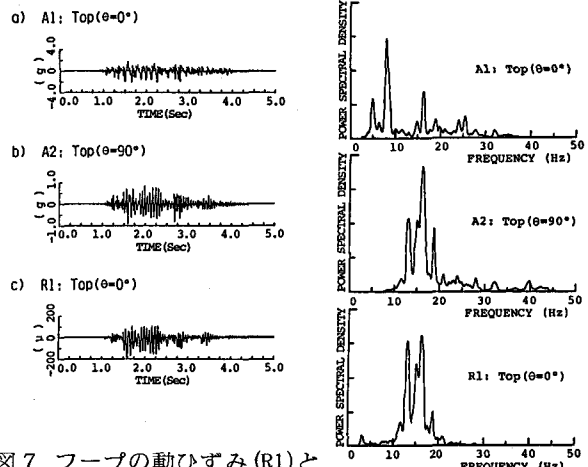 a) A1: Top(θ=0°)
4.0
0
-4.0
(g)
0.0 1.0 2.0 3.0 4.0 5.0
TIME(Sec)
b) A2: Top(θ=90°)
1.0
0
-1.0
(g)
0.0 1.0 2.0 3.0 4.0 5.0
TIME(Sec)
c) R1: Top(θ=0°)
200
0
-200
(μ)
0.0 1.0 2.0 3.0 4.0 5.0
TIME(Sec)
図7 フープの動ひずみ(R1)と
POWER SPECTRAL DENSITY
A1: Top(θ=0°)
0 10 20 30 40 50
FREQUENCY (Hz)
POWER SPECTRAL DENSITY
A2: Top(θ=90°)
0 10 20 30 40 50
FREQUENCY (Hz)
POWER SPECTRAL DENSITY
R1: Top(θ=0°)
0 10 20 30 40 50